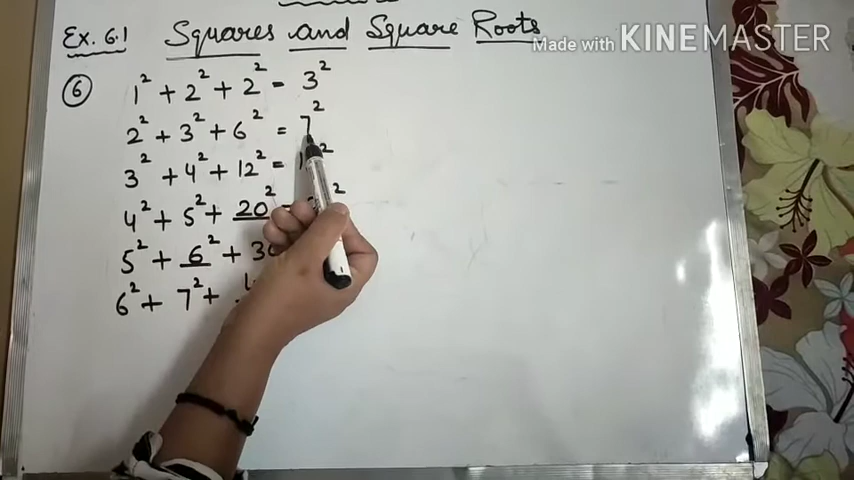 Ex. 6.1 Squares and Square Roots
Made with KINEMASTER
⑥ 1² + 2² + 2² = 3²
2² + 3² + 6² = 7²
3² + 4² + 12² =
4² + 5² + 20²
5² + 6² +
6² + 7² +